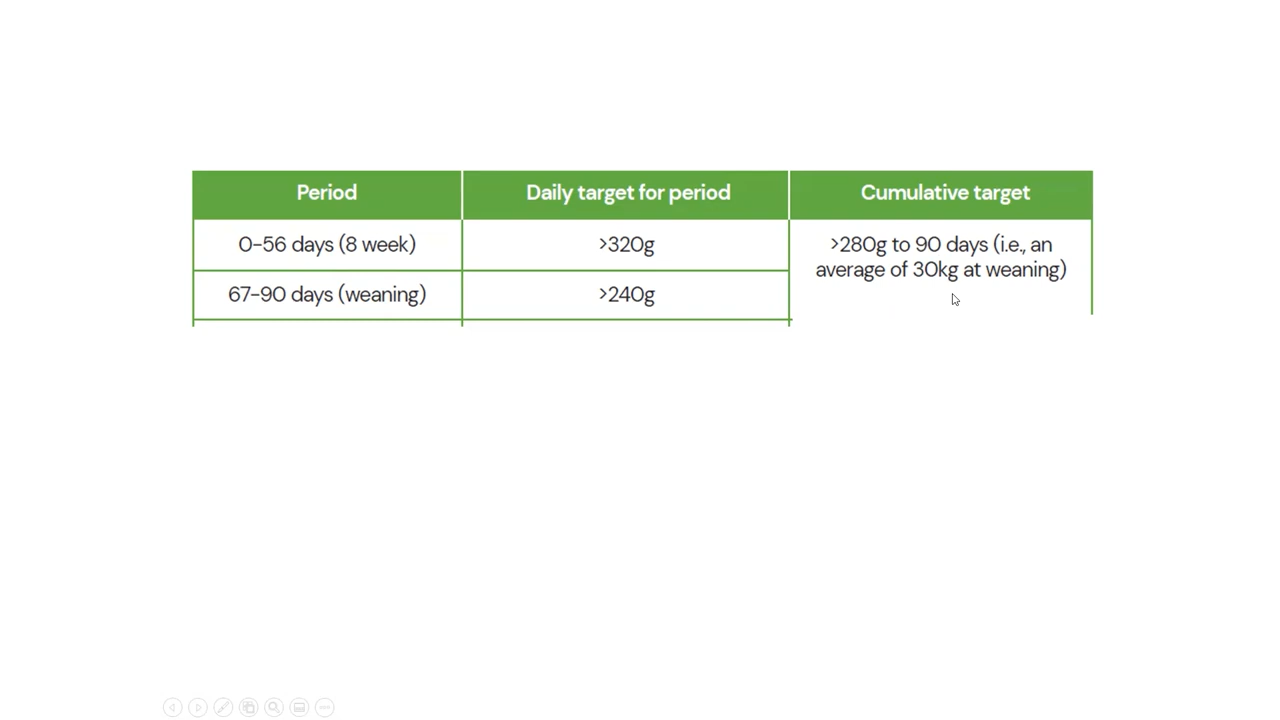 Period
Daily target for period
Cumulative target
0-56 days (8 week)
>320g
>280g to 90 days (i.e., an
average of 30kg at weaning)
67-90 days (weaning)
>240g